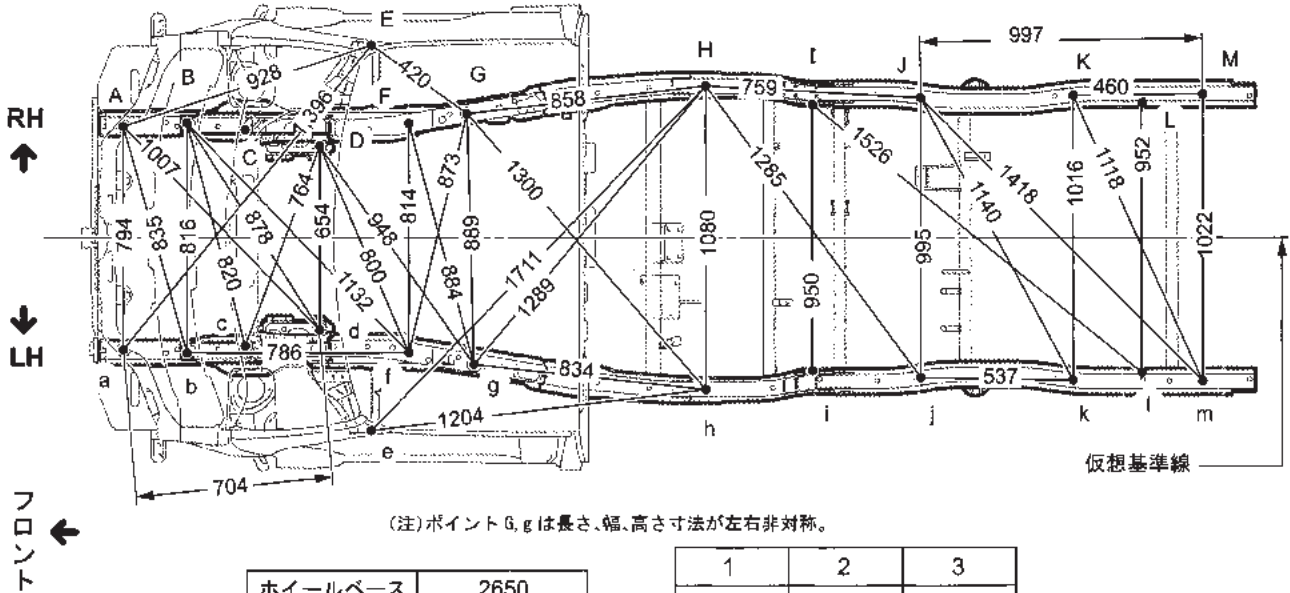 E
928
420
G
H
I
J
997
K
M
A
B
1396
F
858
759
460
RH
C
D
L
1007
764
873
1300
1285
1526
1140
1418
1118
952
794
835
816
820
878
654
948
800
814
884
889
1711
1289
1080
950
995
1016
1022
1132
LH
c
d
786
834
537
a
b
f
g
h
i
j
k
l
m
1204
e
704
仮想基準線
フロント
(注)ポイントG,gは長さ、幅、高さ寸法が左右非対称。
ホイールベース 2650
1 2 3